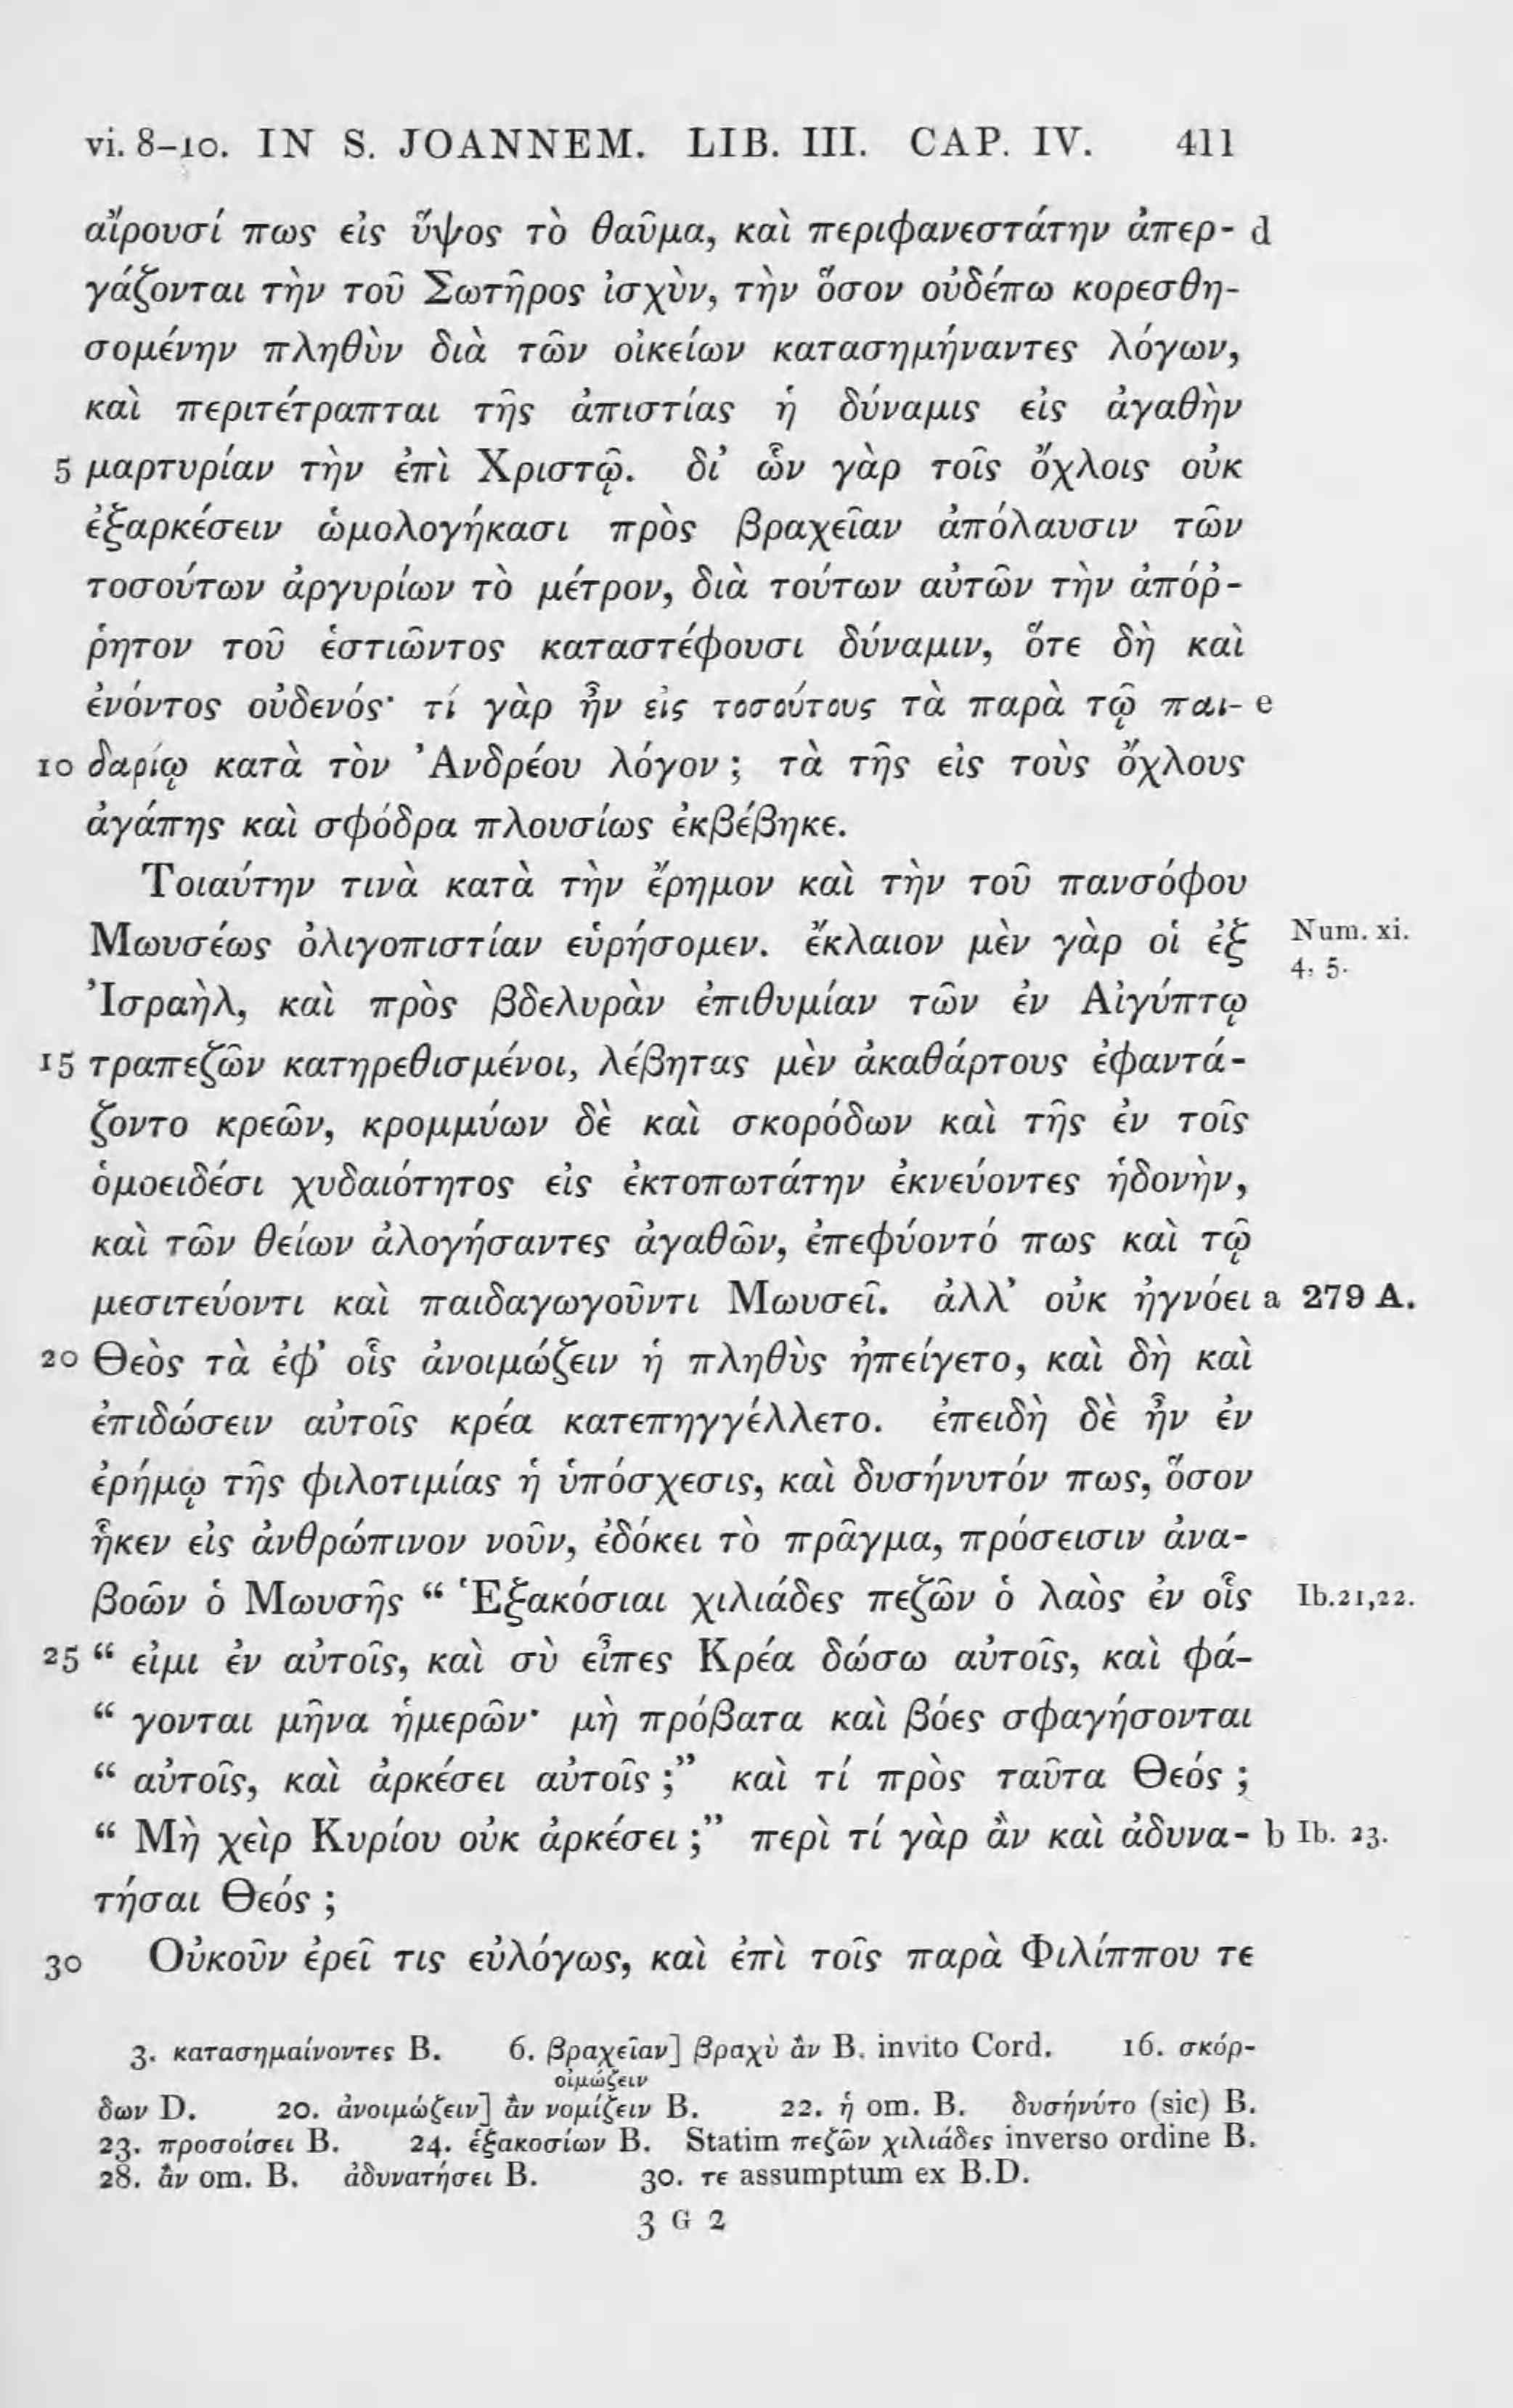 vi. 8-10. IN S. JOANNEM. LIB. III. CAP. IV. 411
αἴρουσί πως εἰς ὕψος τὸ θαῦμα, καὶ περιφανεστάτην ἀπερ- d
γάζονται τὴν τοῦ Σωτῆρος ἰσχὺν, τὴν ὅσον οὐδέπω κορεσθη-
σομένην πληθὺν διὰ τῶν οἰκείων κατασημήναντες λόγων,
καὶ περιτέτραπται τῆς ἀπιστίας ἡ δύναμις εἰς ἀγαθὴν
5 μαρτυρίαν τὴν ἐπὶ Χριστῷ. δι’ ὧν γὰρ τοῖς ὄχλοις οὐκ
ἐξαρκέσειν ὡμολογήκασι πρὸς βραχεῖαν ἀπόλαυσιν τῶν
τοσούτων ἀργυρίων τὸ μέτρον, διὰ τούτων αὐτῶν τὴν ἀπόῤ-
ῥητον τοῦ ἑστιῶντος καταστέφουσι δύναμιν, ὅτε δὴ καὶ
ἐνόντος οὐδενός· τί γὰρ ἦν εἰς τοσούτους τὰ παρὰ τῷ παι- e
10 δαρίῳ κατὰ τὸν Ἀνδρέου λόγον; τὰ τῆς εἰς τοὺς ὄχλους
ἀγάπης καὶ σφόδρα πλουσίως ἐκβέβηκε.
Τοιαύτην τινὰ κατὰ τὴν ἔρημον καὶ τὴν τοῦ πανσόφου
Μωυσέως ὀλιγοπιστίαν εὑρήσομεν. ἔκλαιον μὲν γὰρ οἱ ἐξ Num. xi.
4, 5.
Ἰσραὴλ, καὶ πρὸς βδελυρὰν ἐπιθυμίαν τῶν ἐν Αἰγύπτῳ
15 τραπεζῶν κατηρεθισμένοι, λέβητας μὲν ἀκαθάρτους ἐφαντά-
ζοντο κρεῶν, κρομμύων δὲ καὶ σκορόδων καὶ τῆς ἐν τοῖς
ὁμοειδέσι χυδαιότητος εἰς ἐκτοπωτάτην ἐκνεύοντες ἡδονὴν,
καὶ τῶν θείων ἀλογήσαντες ἀγαθῶν, ἐπεφύοντό πως καὶ τῷ
μεσιτεύοντι καὶ παιδαγωγοῦντι Μωυσεῖ. ἀλλ’ οὐκ ἠγνόει a 279 A.
20 Θεὸς τὰ ἐφ’ οἷς ἀνοιμώζειν ἡ πληθὺς ἠπείγετο, καὶ δὴ καὶ
ἐπιδώσειν αὐτοῖς κρέα κατεπηγγέλλετο. ἐπειδὴ δὲ ἦν ἐν
ἐρήμῳ τῆς φιλοτιμίας ἡ ὑπόσχεσις, καὶ δυσήνυτόν πως, ὅσον
ἧκεν εἰς ἀνθρώπινον νοῦν, ἐδόκει τὸ πρᾶγμα, πρόσεισιν ἀνα-
βοῶν ὁ Μωυσῆς “ Ἑξακόσιαι χιλιάδες πεζῶν ὁ λαὸς ἐν οἷς Ib.21,22.
25 “ εἰμι ἐν αὐτοῖς, καὶ σὺ εἶπες Κρέα δώσω αὐτοῖς, καὶ φά-
“ γονται μῆνα ἡμερῶν· μὴ πρόβατα καὶ βόες σφαγήσονται
“ αὐτοῖς, καὶ ἀρκέσει αὐτοῖς ;” καὶ τί πρὸς ταῦτα Θεός ;
“ Μὴ χεὶρ Κυρίου οὐκ ἀρκέσει ;” περὶ τί γὰρ ἂν καὶ ἀδυνα- b Ib. 23.
τήσαι Θεός ;
30 Οὐκοῦν ἐρεῖ τις εὐλόγως, καὶ ἐπὶ τοῖς παρὰ Φιλίππου τε
3. κατασημαίνοντες B. 6. βραχεῖαν] βραχὺ ἂν B. invito Cord. 16. σκόρ-
οἰμώζειν
δων D. 20. ἀνοιμώζειν] ἂν νομίζειν B. 22. ἡ om. B. δυσήνύτο (sic) B.
23. προσοίσει B. 24. ἑξακοσίων B. Statim πεζῶν χιλιάδες inverso ordine B.
28. ἂν om. B. ἀδυνατήσει B. 30. τε assumptum ex B.D.
3 G 2